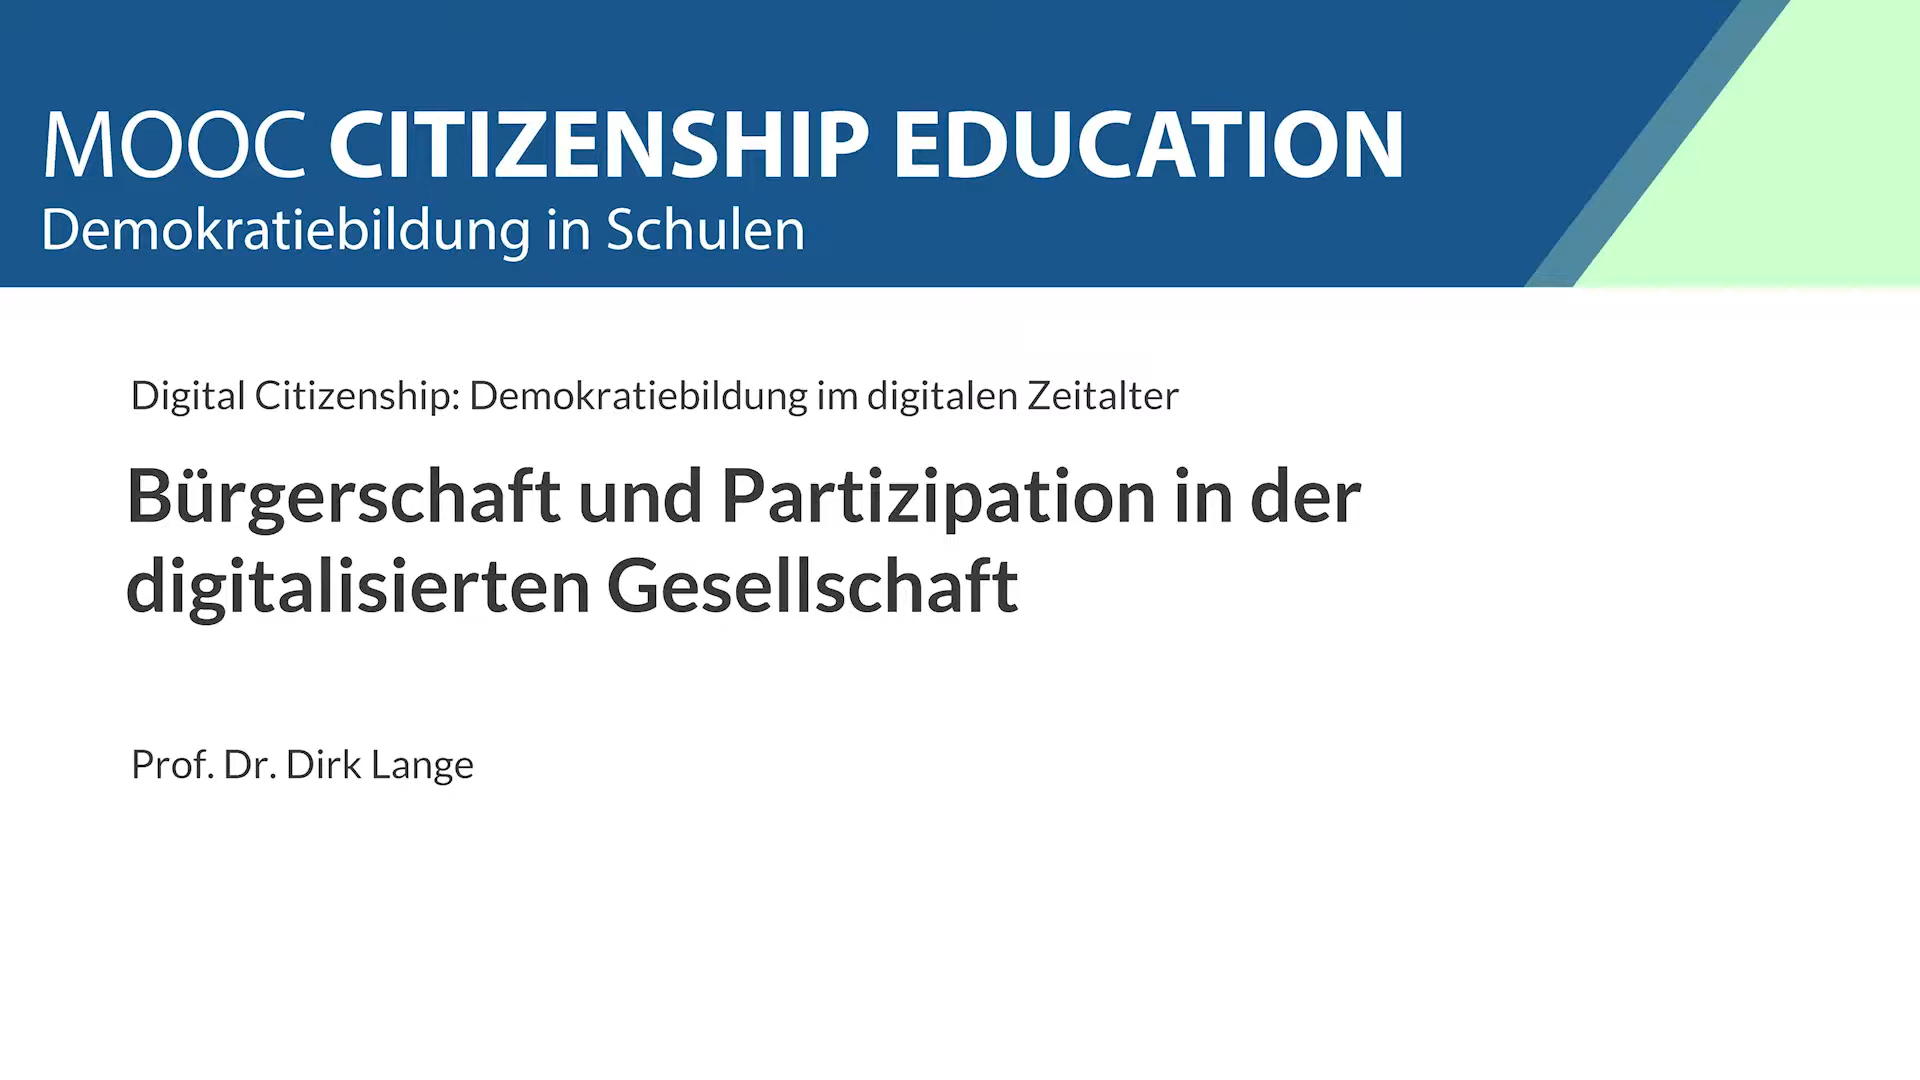 MOOC CITIZENSHIP EDUCATION
Demokratiebildung in Schulen
Digital Citizenship: Demokratiebildung im digitalen Zeitalter
Bürgerschaft und Partizipation in der
digitalisierten Gesellschaft
Prof. Dr. Dirk Lange